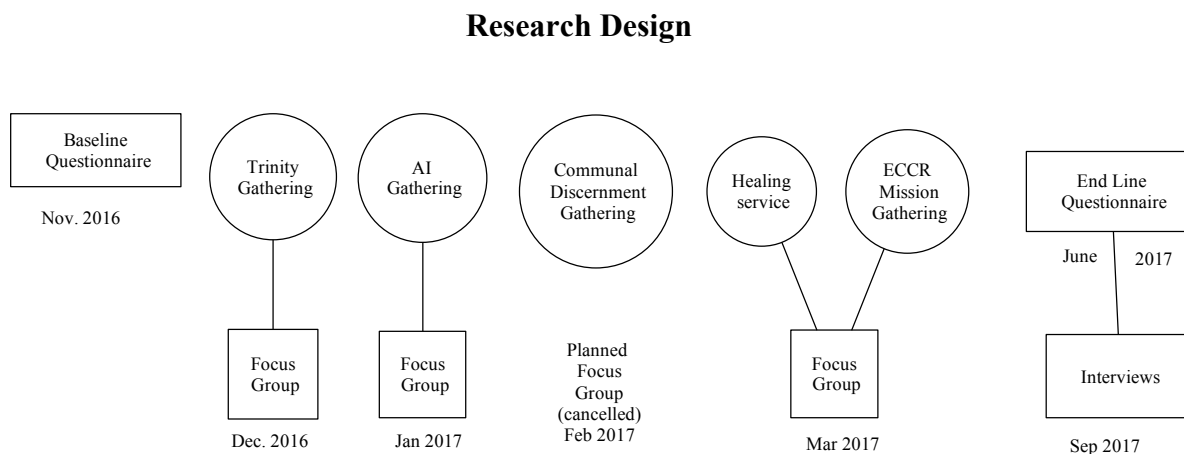 Research Design
Baseline
Questionnaire
Nov. 2016
Trinity
Gathering
AI
Gathering
Communal
Discernment
Gathering
Healing
service
ECCR
Mission
Gathering
End Line
Questionnaire
June 2017
Focus
Group
Dec. 2016
Focus
Group
Jan 2017
Planned
Focus
Group
(cancelled)
Feb 2017
Focus
Group
Mar 2017
Interviews
Sep 2017